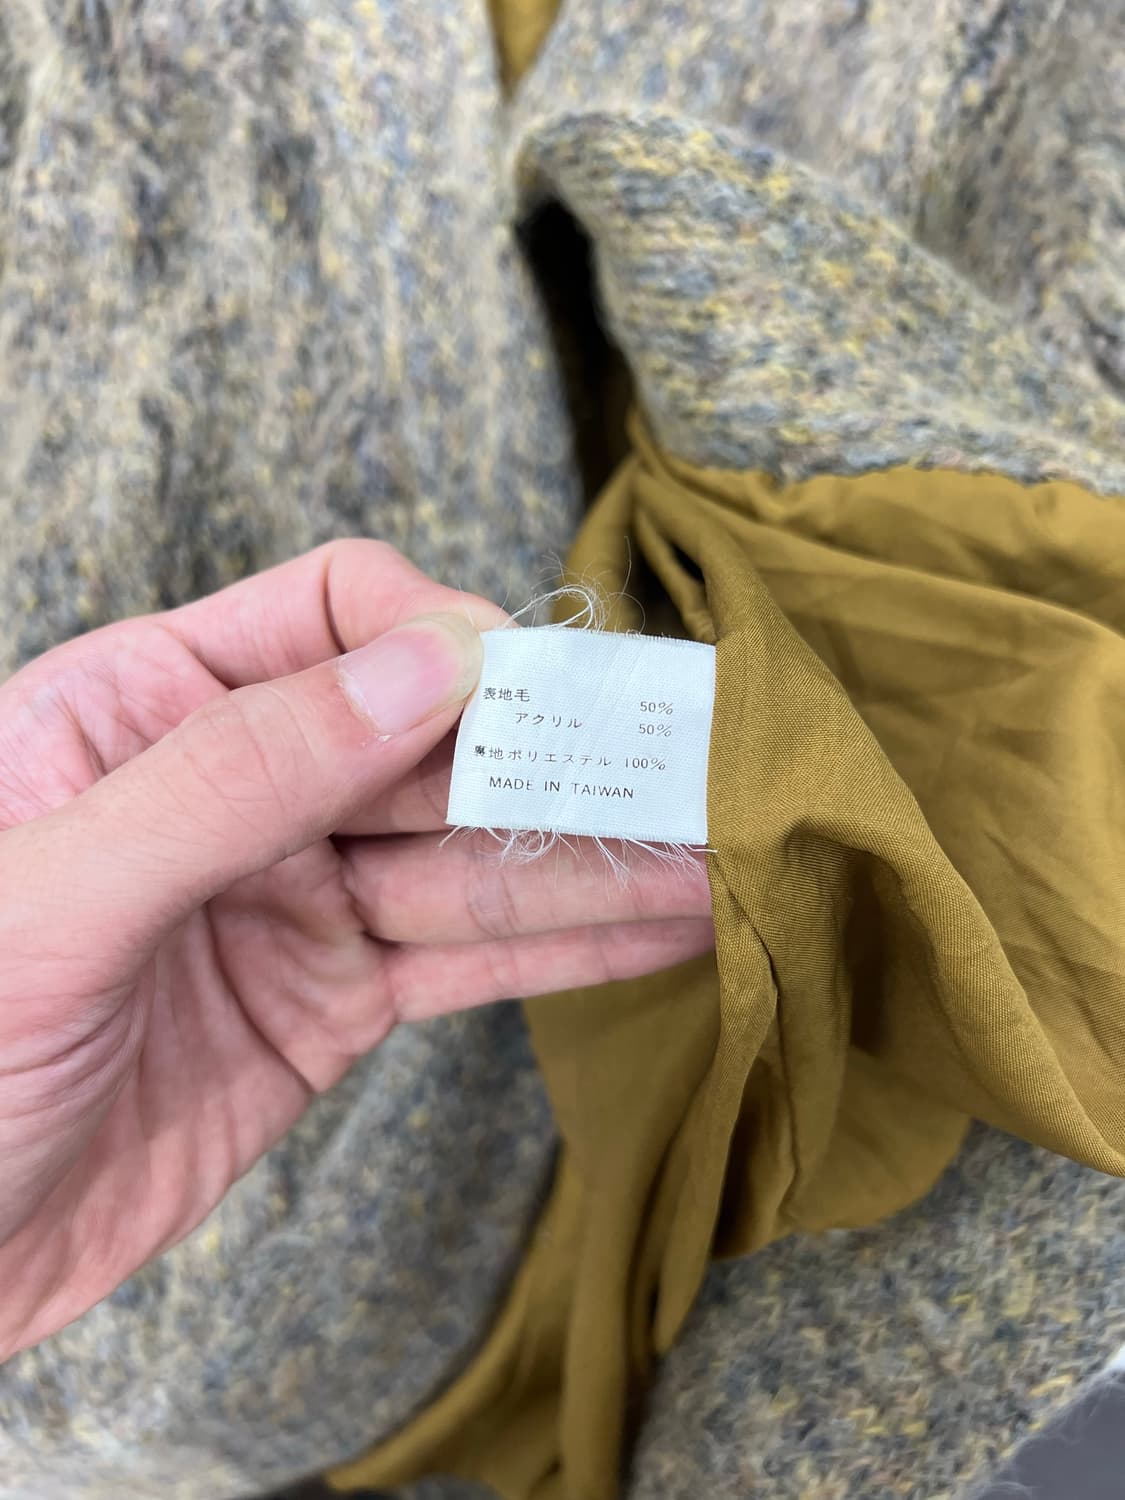 表地毛 50%
アクリル 50%
裏地ポリエステル 100%
MADE IN TAIWAN